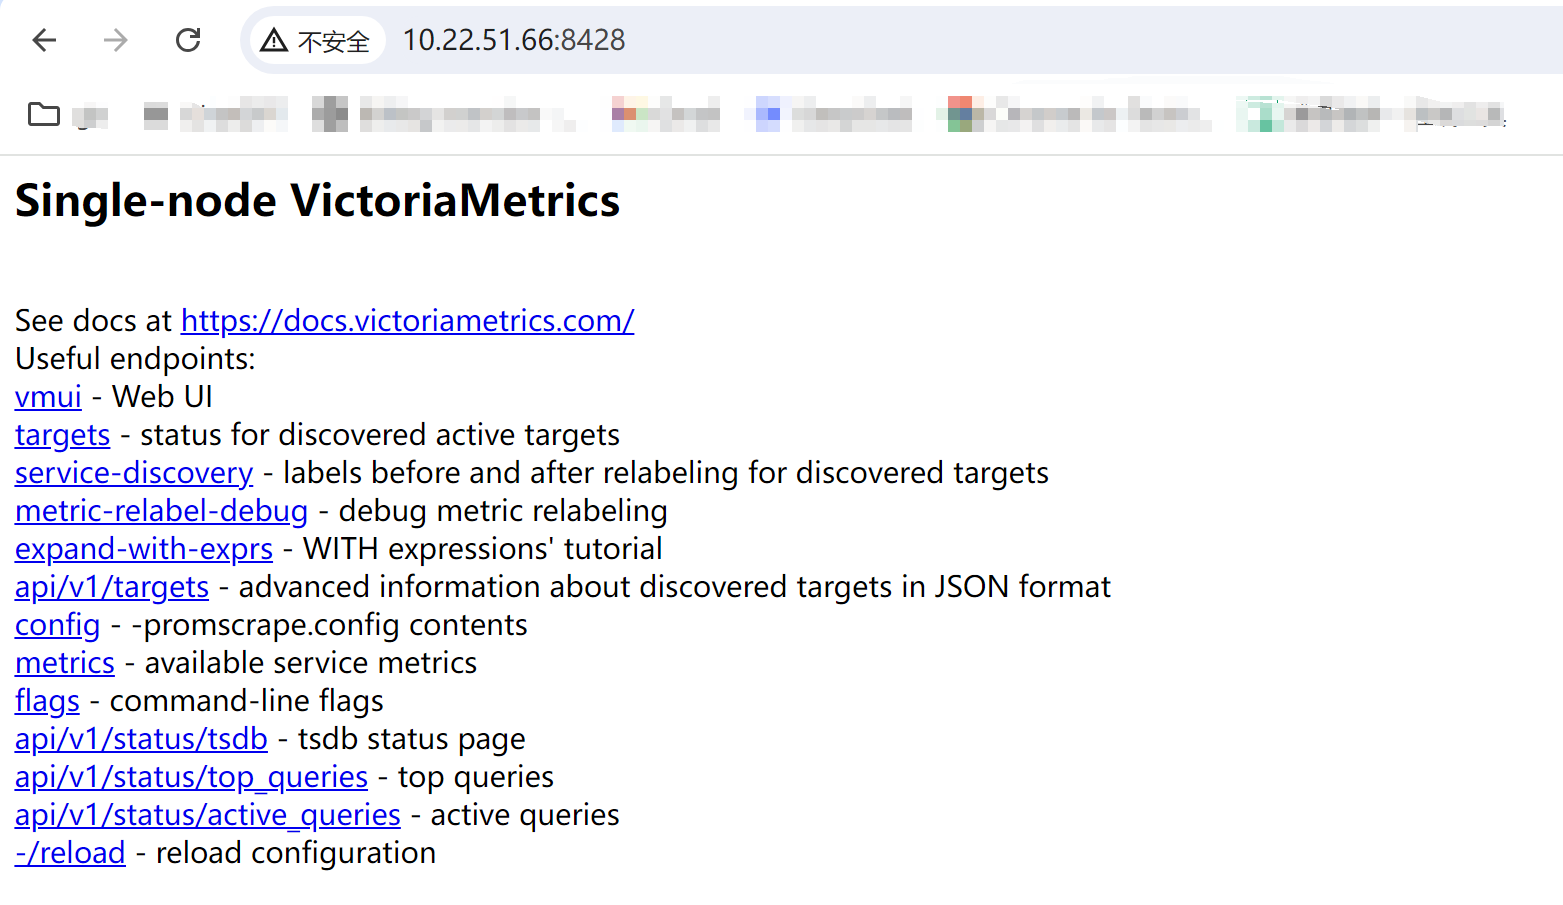 不安全 10.22.51.66:8428
Single-node VictoriaMetrics
See docs at https://docs.victoriametrics.com/
Useful endpoints:
vmui - Web UI
targets - status for discovered active targets
service-discovery - labels before and after relabeling for discovered targets
metric-relabel-debug - debug metric relabeling
expand-with-exprs - WITH expressions' tutorial
api/v1/targets - advanced information about discovered targets in JSON format
config - -promscrape.config contents
metrics - available service metrics
flags - command-line flags
api/v1/status/tsdb - tsdb status page
api/v1/status/top_queries - top queries
api/v1/status/active_queries - active queries
-/reload - reload configuration